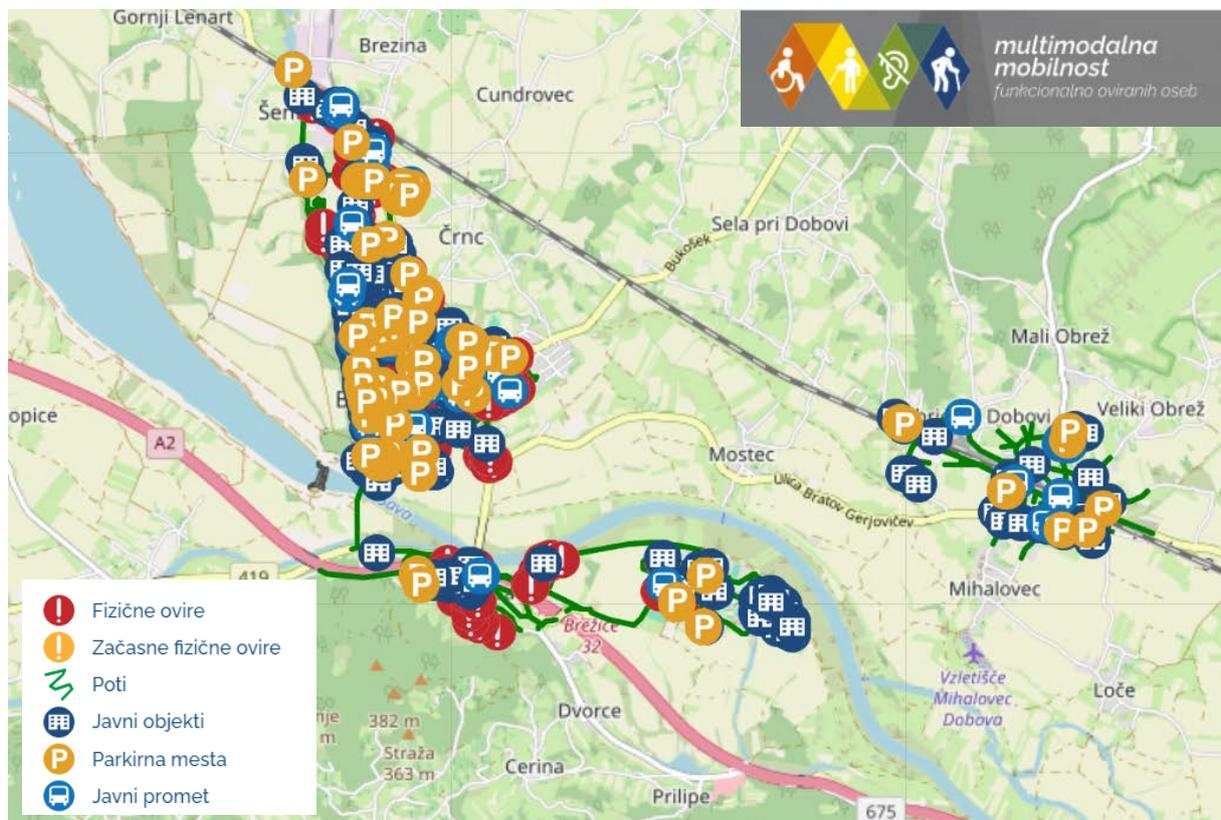 Gornji Lenart
Brezina
multimodalna
mobilnost
funkcionalno oviranih oseb
Cundrovec
Sela pri Dobovi
Črnc
Bukošek
Mali Obrež
Dobovi
Veliki Obrež
opice
A2
Mostec
Ulica Bratov Gerjovičev
Sava
419
Mihalovec
Brežice
32
Vzletišče
Mihalovec
Dobova
Loče
Dvorce
382 m
Straža
363 m
Cerina
Prilipe
675
Fizične ovire
Začasne fizične ovire
Poti
Javni objekti
Parkirna mesta
Javni promet